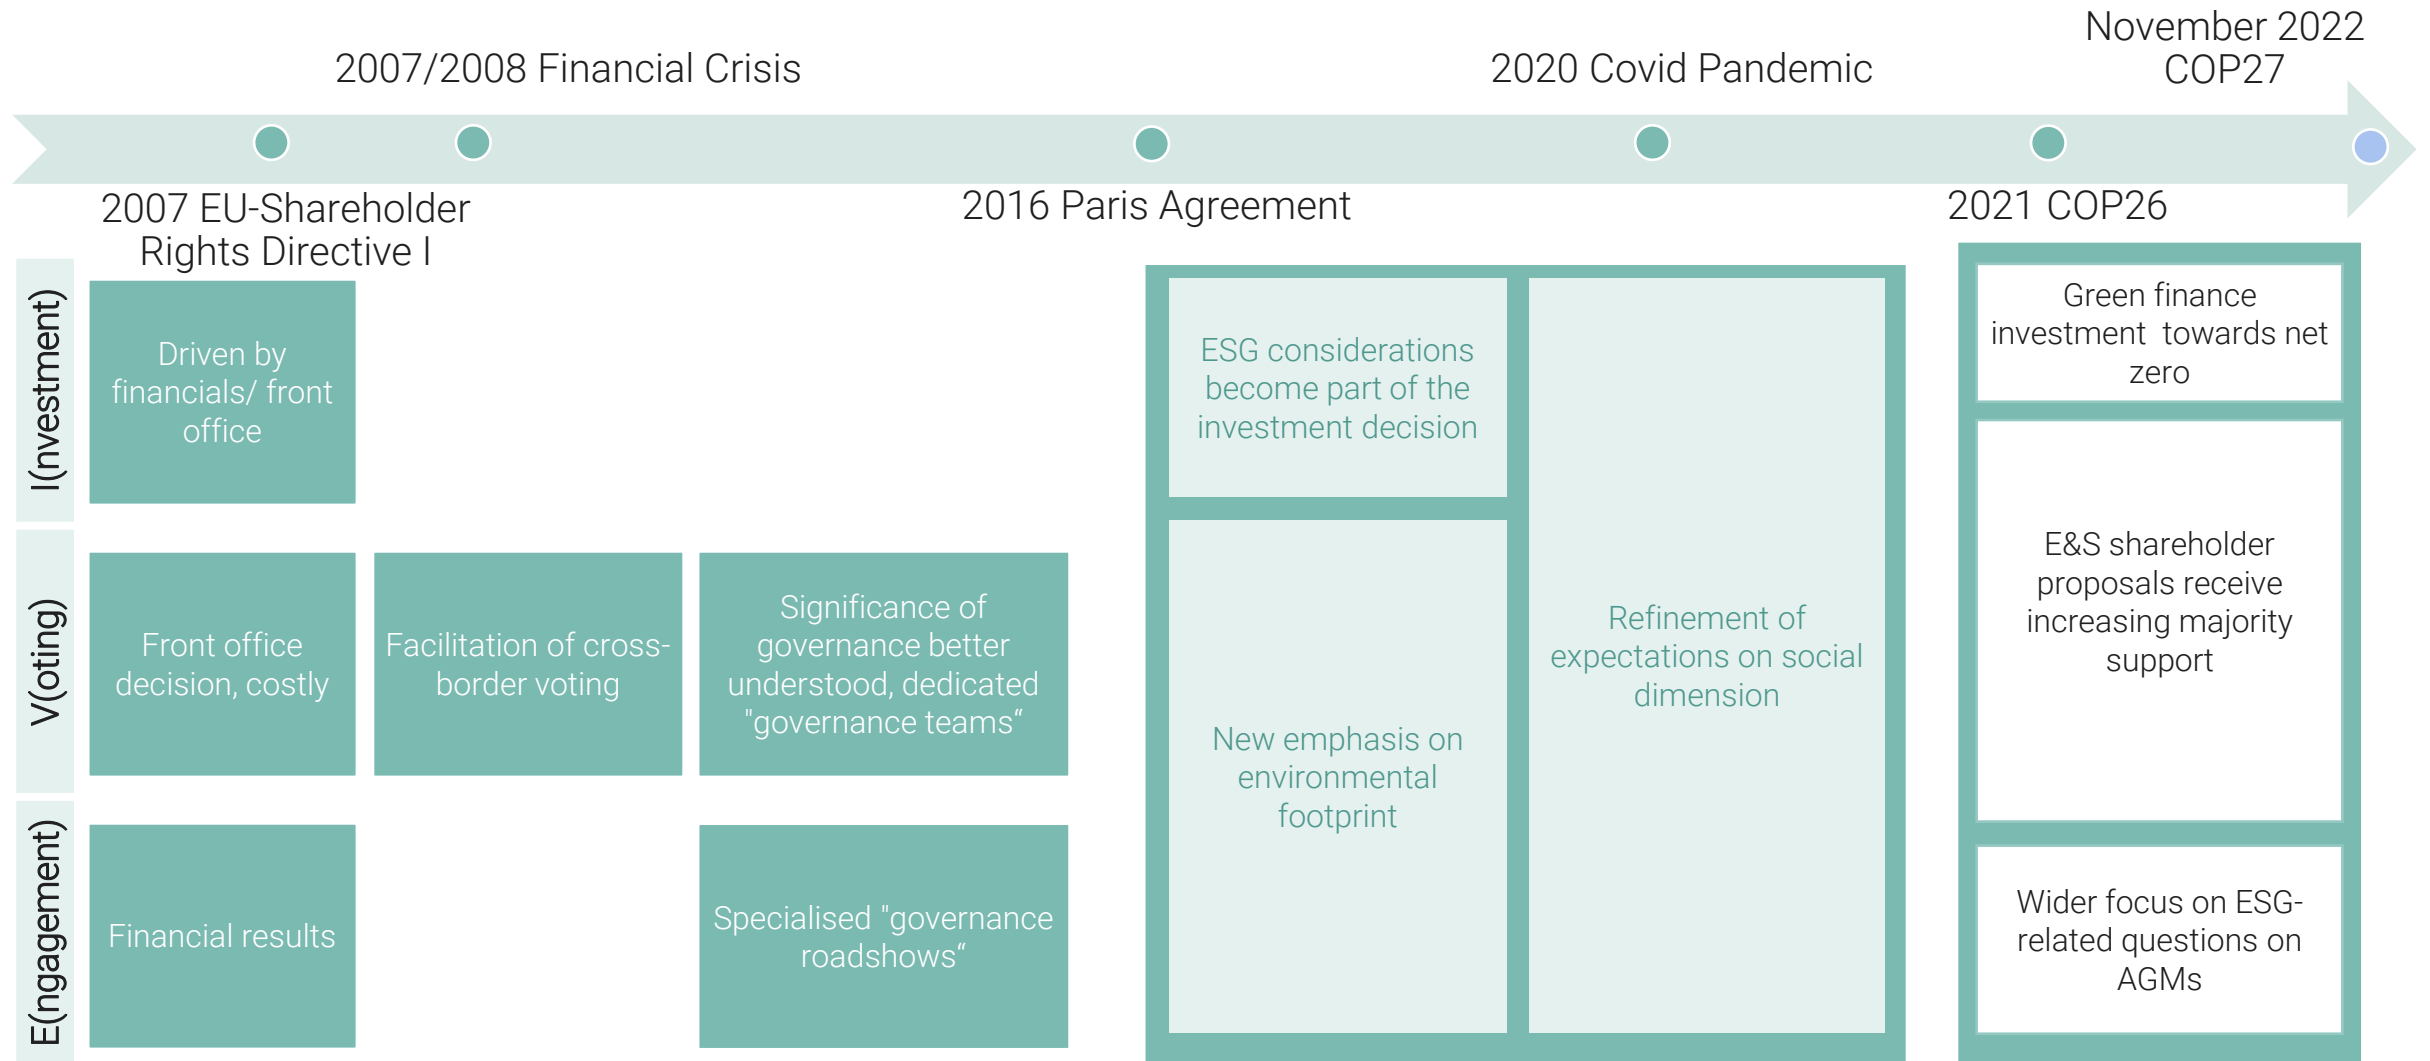 November 2022
COP27
2007/2008 Financial Crisis
2020 Covid Pandemic
2007 EU-Shareholder
Rights Directive I
2016 Paris Agreement
2021 COP26
I(nvestment)
Driven by
financials/ front
office
ESG considerations
become part of the
investment decision
Green finance
investment  towards net
zero
V(oting)
Front office
decision, costly
Facilitation of cross-
border voting
Significance of
governance better
understood, dedicated
"governance teams“
New emphasis on
environmental
footprint
Refinement of
expectations on social
dimension
E&S shareholder
proposals receive
increasing majority
support
E(ngagement)
Financial results
Specialised "governance
roadshows“
Wider focus on ESG-
related questions on
AGMs